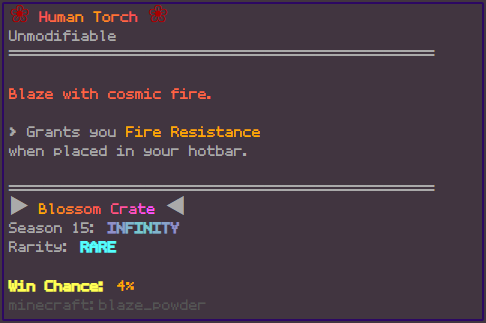 Human Torch
Unmodifiable
Blaze with cosmic fire.
> Grants you Fire Resistance
when placed in your hotbar.
Blossom Crate
Season 15: INFINITY
Rarity: RARE
Win Chance: 4%
minecraft:blaze_powder